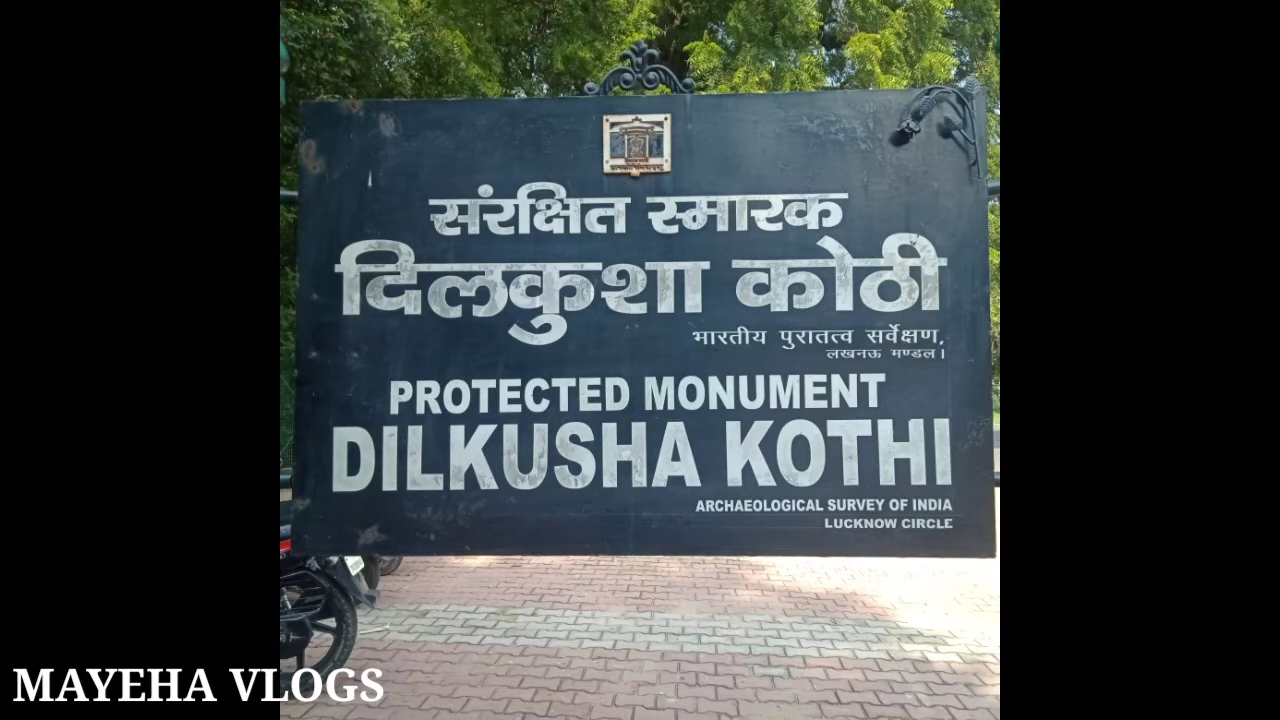 संरक्षित स्मारक
दिलकुशा कोठी
भारतीय पुरातत्व सर्वेक्षण,
लखनऊ मण्डल।
PROTECTED MONUMENT
DILKUSHA KOTHI
ARCHAEOLOGICAL SURVEY OF INDIA
LUCKNOW CIRCLE
MAYEHA VLOGS